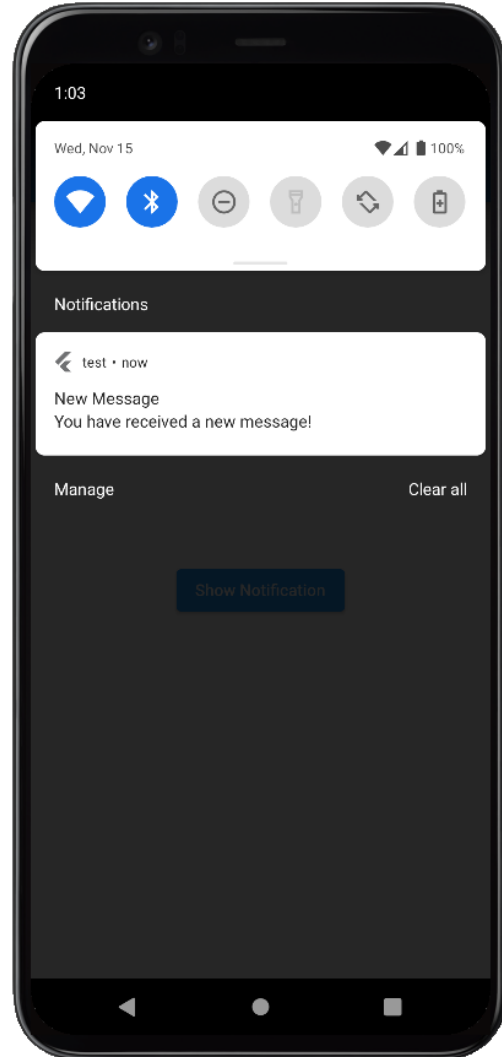 1:03
Wed, Nov 15 100%
Notifications
test • now
New Message
You have received a new message!
Manage Clear all
Show Notification